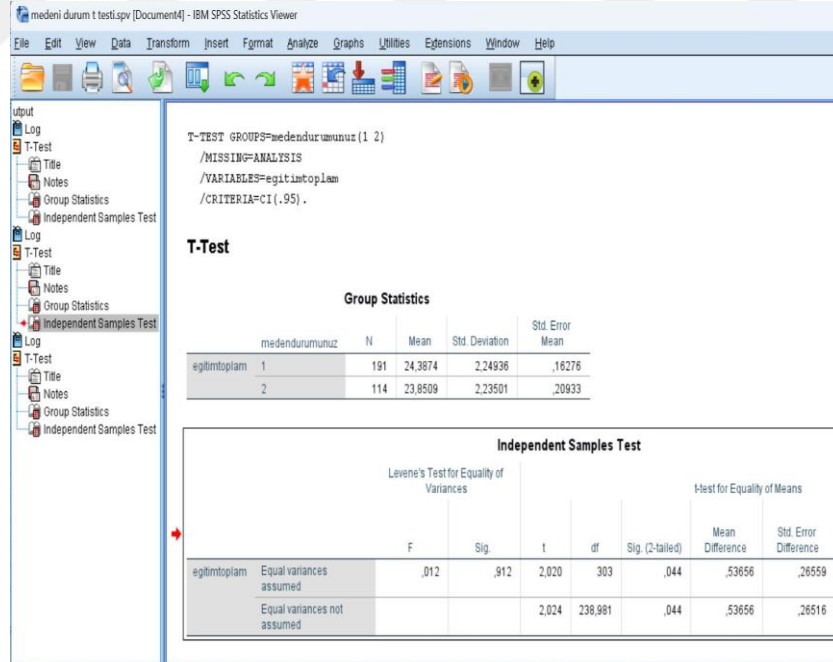 medeni durum t testi.spv [Document4] - IBM SPSS Statistics Viewer
File Edit View Data Transform Insert Format Analyze Graphs Utilities Extensions Window Help
utput
Log
T-Test
Title
Notes
Group Statistics
Independent Samples Test
Log
T-Test
Title
Notes
Group Statistics
Independent Samples Test
Log
T-Test
Title
Notes
Group Statistics
Independent Samples Test
T-TEST GROUPS=medendurumunuz(1 2)
/MISSING=ANALYSIS
/VARIABLES=egitimtoplam
/CRITERIA=CI(.95).
T-Test
Group Statistics
medendurumunuz N Mean Std. Deviation Std. Error Mean
egitimtoplam 1 191 24,3874 2,24936 ,16276
2 114 23,8509 2,23501 ,20933
Independent Samples Test
Levene's Test for Equality of Variances t-test for Equality of Means
F Sig. t df Sig. (2-tailed) Mean Difference Std. Error Difference
egitimtoplam Equal variances assumed ,012 ,912 2,020 303 ,044 ,53656 ,26559
Equal variances not assumed 2,024 238,981 ,044 ,53656 ,26516